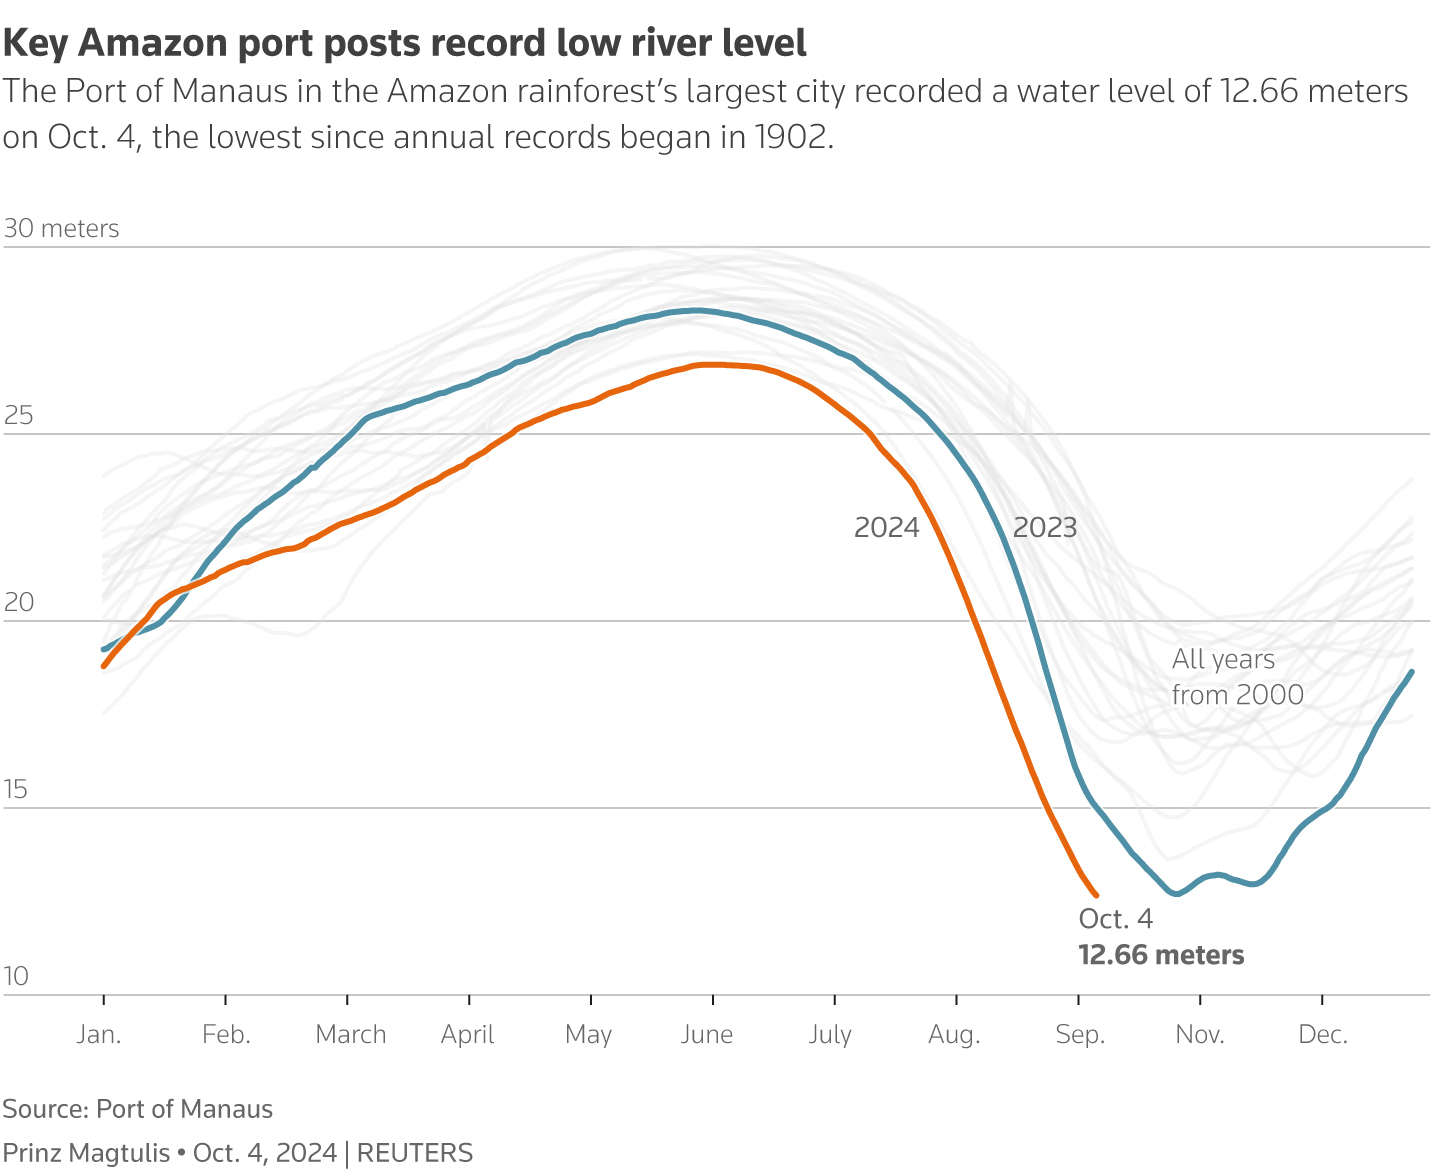 Key Amazon port posts record low river level
The Port of Manaus in the Amazon rainforest’s largest city recorded a water level of 12.66 meters
on Oct. 4, the lowest since annual records began in 1902.
30 meters
25
2024
2023
20
All years
from 2000
15
Oct. 4
12.66 meters
10
Jan.
Feb.
March
April
May
June
July
Aug.
Sep.
Nov.
Dec.
Source: Port of Manaus
Prinz Magtulis • Oct. 4, 2024 | REUTERS